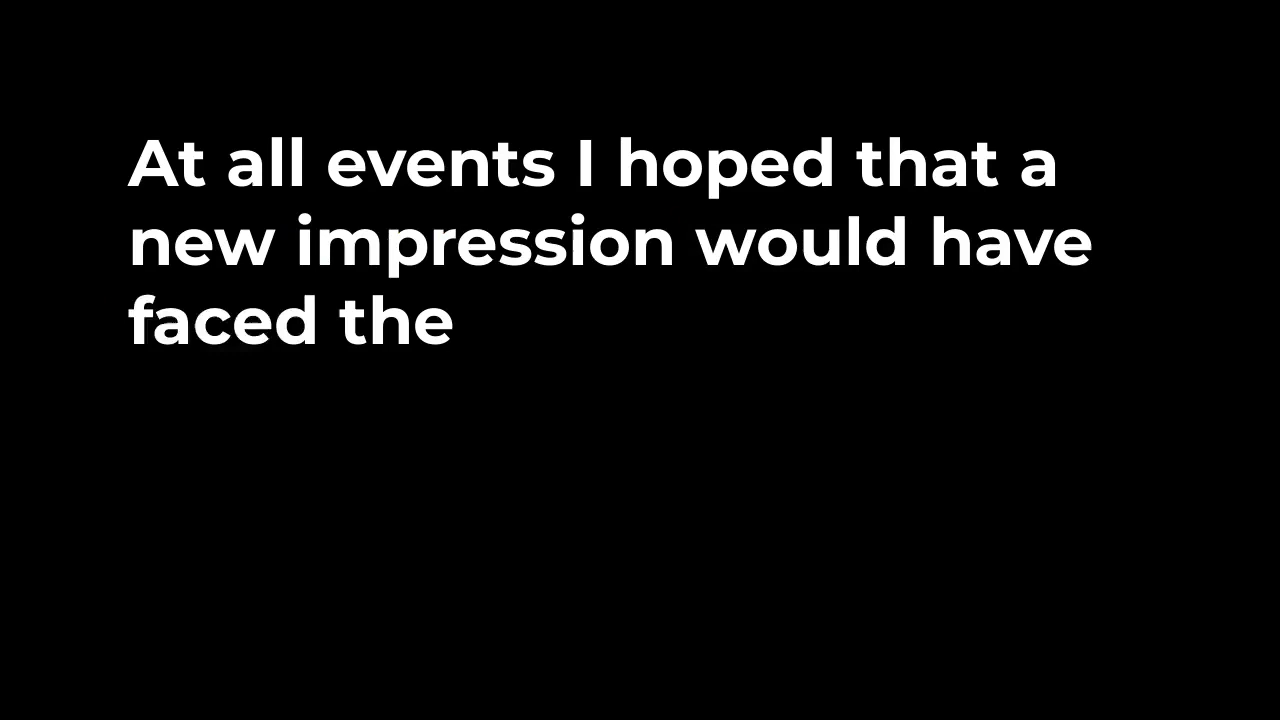 At all events I hoped that a
new impression would have
faced the